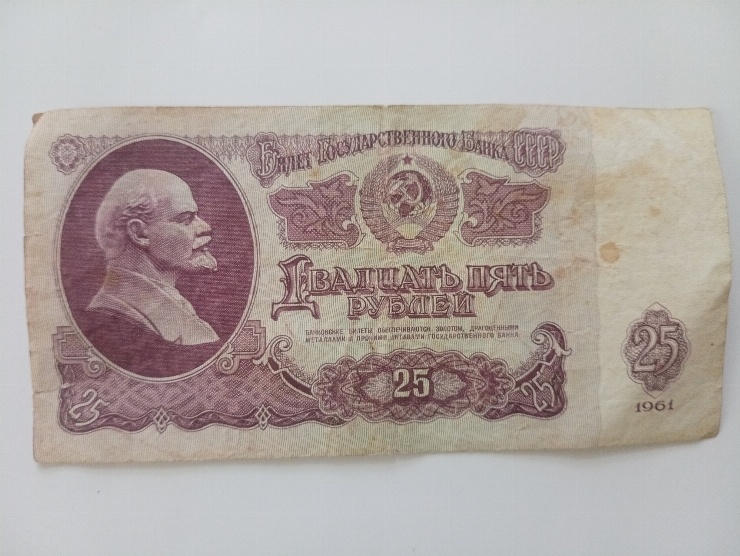 Билет Государственного Банка СССР
Двадцать пять
рублей
Банковские билеты обеспечиваются золотом, драгоценными
металлами и прочими активами Государственного банка
25
25
25
25
1961